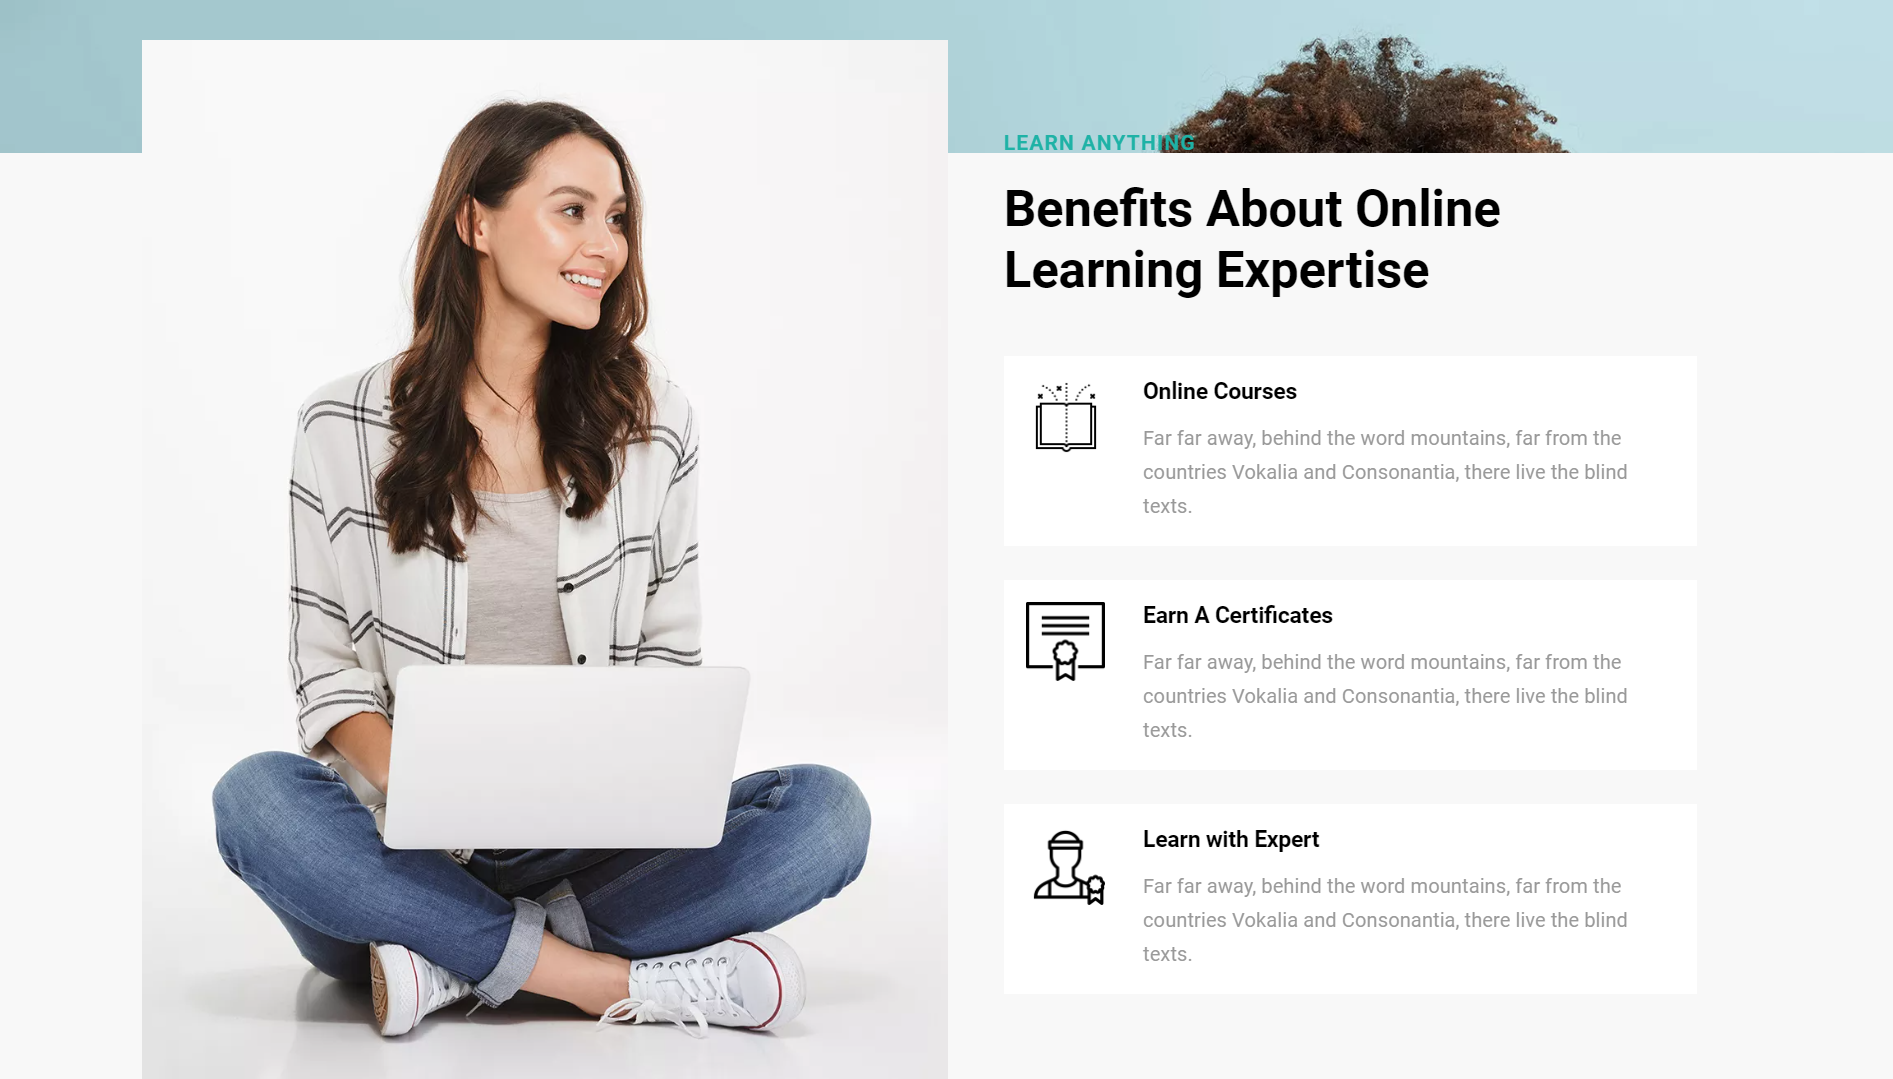 LEARN ANYTHING
Benefits About Online
Learning Expertise
Online Courses
Far far away, behind the word mountains, far from the
countries Vokalia and Consonantia, there live the blind
texts.
Earn A Certificates
Far far away, behind the word mountains, far from the
countries Vokalia and Consonantia, there live the blind
texts.
Learn with Expert
Far far away, behind the word mountains, far from the
countries Vokalia and Consonantia, there live the blind
texts.